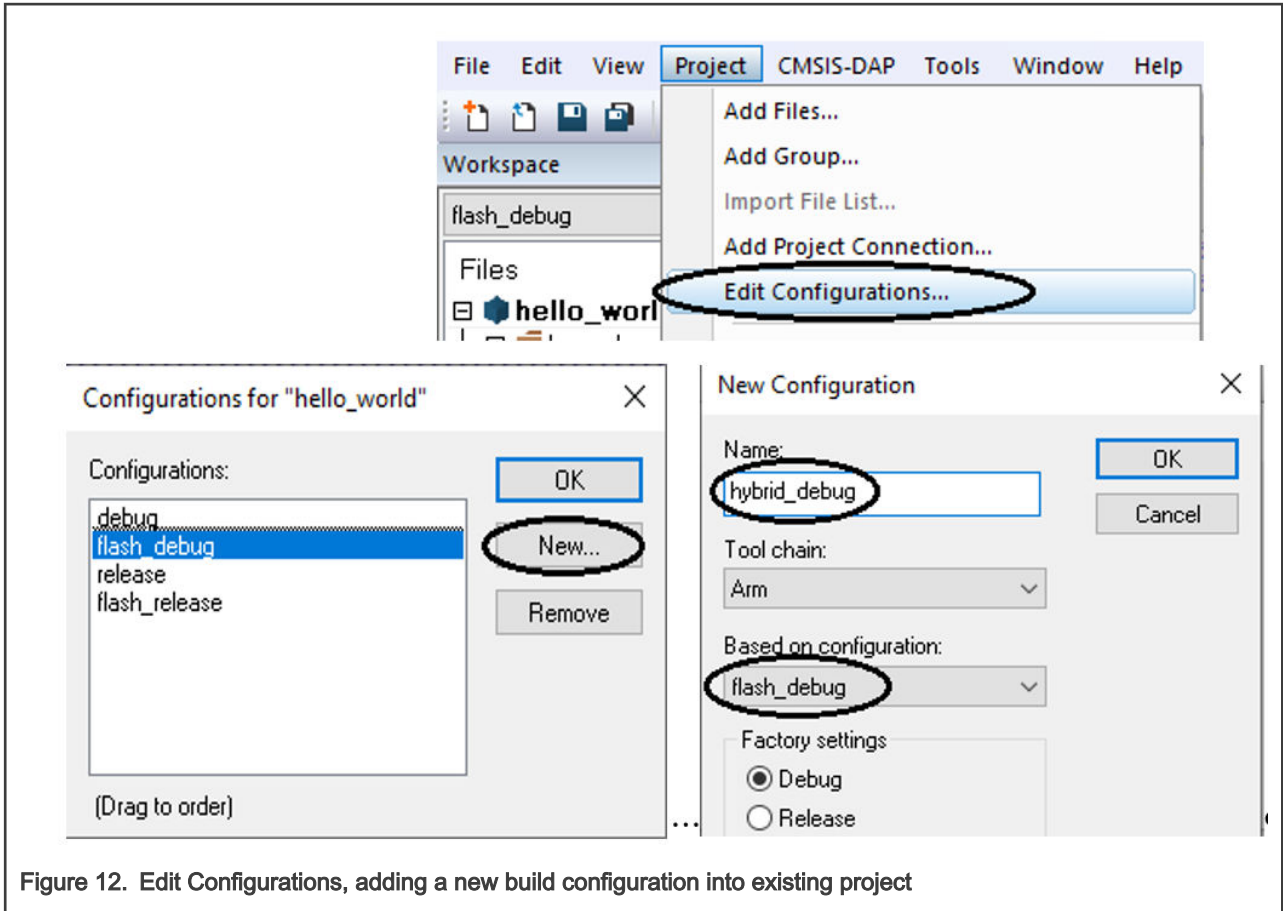 File Edit View Project CMSIS-DAP Tools Window Help
Add Files...
Add Group...
Workspace
Import File List...
flash_debug
Add Project Connection...
Files
Edit Configurations...
hello_worl
Configurations for "hello_world"
Configurations:
OK
debug
flash_debug
New...
release
flash_release
Remove
(Drag to order)
...
New Configuration
Name:
OK
hybrid_debug
Cancel
Tool chain:
Arm
Based on configuration:
flash_debug
Factory settings
Debug
Release
Figure 12. Edit Configurations, adding a new build configuration into existing project